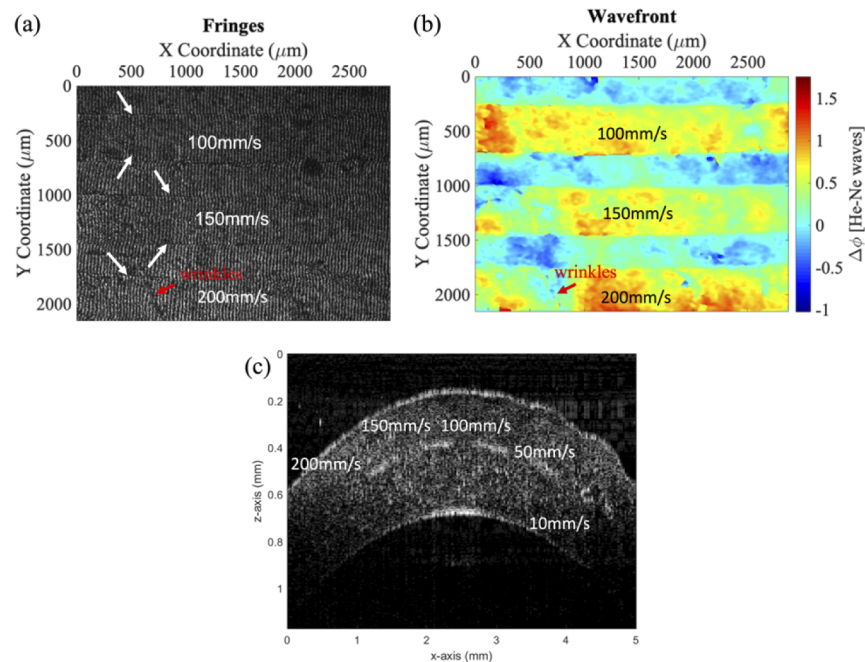 (a)
Fringes
X Coordinate (μm)
0 500 1000 1500 2000 2500
Y Coordinate (μm)
0
500
1000
1500
2000
100mm/s
150mm/s
wrinkles
200mm/s
(b)
Wavefront
X Coordinate (μm)
0 500 1000 1500 2000 2500
Y Coordinate (μm)
0
500
1000
1500
2000
100mm/s
150mm/s
wrinkles
200mm/s
1.5
1
0.5
0
-0.5
-1
Δϕ [He-Ne waves]
(c)
z-axis (mm)
0
0.2
0.4
0.6
0.8
1
150mm/s 100mm/s
200mm/s 50mm/s
10mm/s
0 1 2 3 4 5
x-axis (mm)